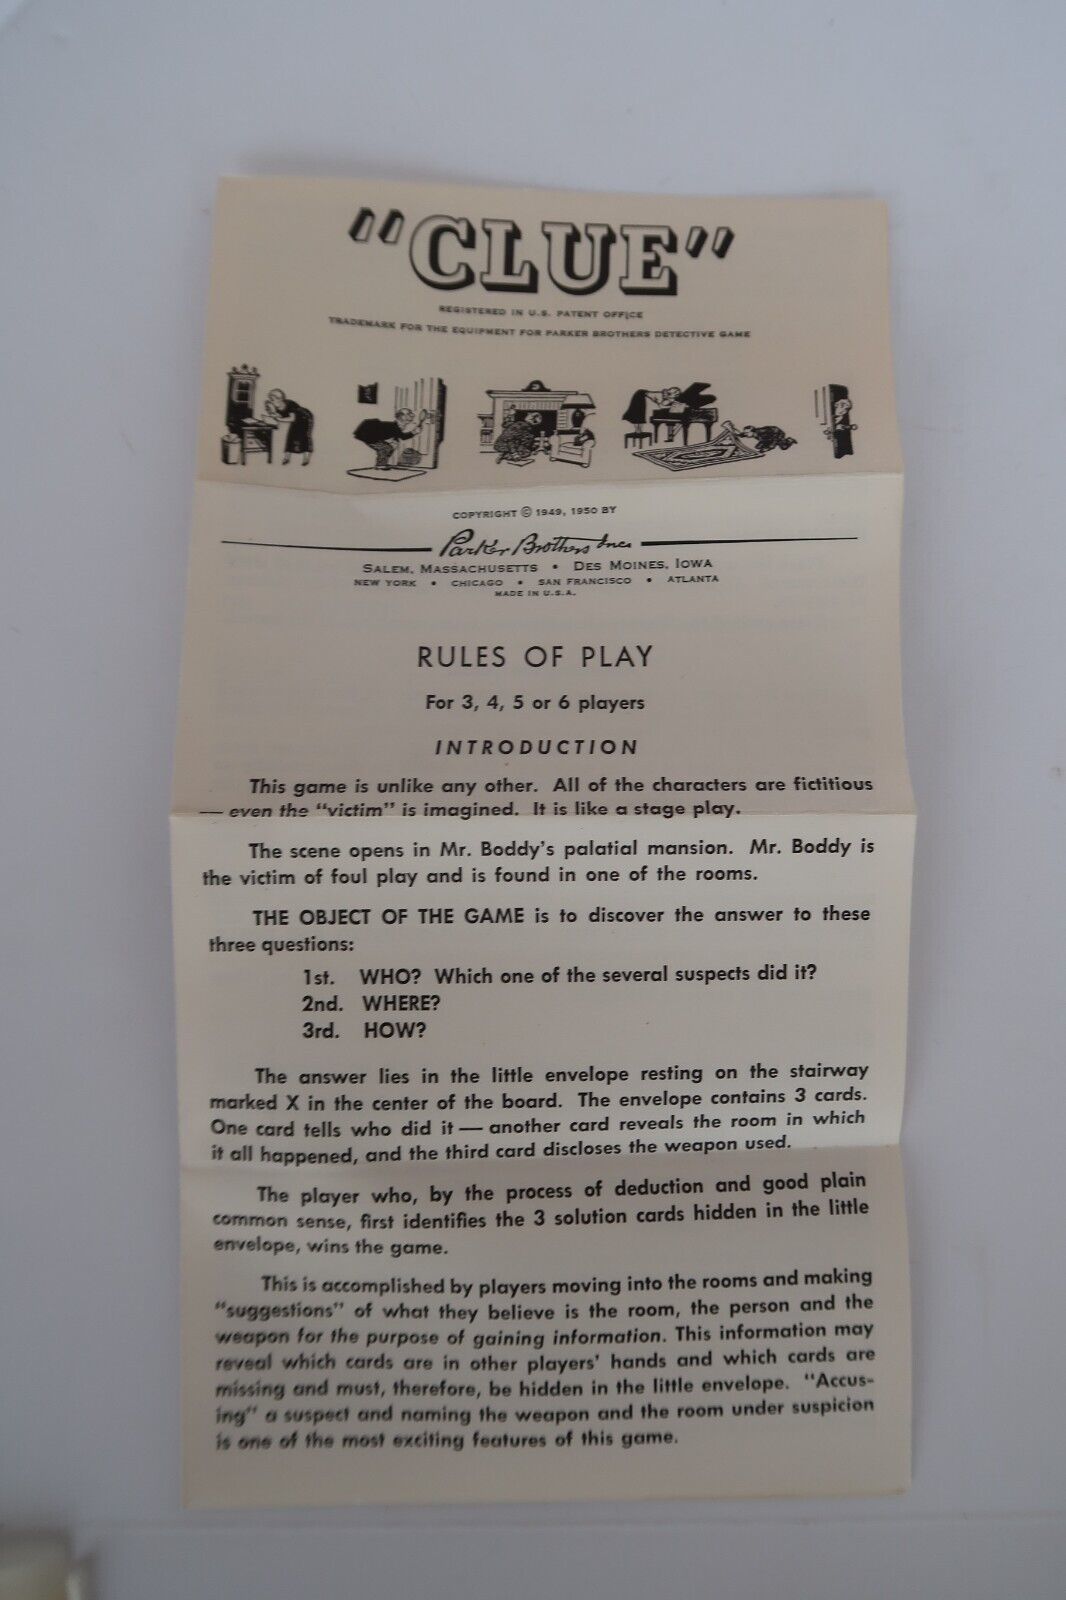 "CLUE"
REGISTERED IN U.S. PATENT OFFICE
TRADEMARK FOR THE EQUIPMENT FOR PARKER BROTHERS DETECTIVE GAME
COPYRIGHT © 1949, 1950 BY
Parker Brothers Inc.
SALEM, MASSACHUSETTS • DES MOINES, IOWA
NEW YORK • CHICAGO • SAN FRANCISCO • ATLANTA
MADE IN U.S.A.
RULES OF PLAY
For 3, 4, 5 or 6 players
INTRODUCTION
This game is unlike any other. All of the characters are fictitious
— even the "victim" is imagined. It is like a stage play.
The scene opens in Mr. Boddy's palatial mansion. Mr. Boddy is
the victim of foul play and is found in one of the rooms.
THE OBJECT OF THE GAME is to discover the answer to these
three questions:
1st. WHO? Which one of the several suspects did it?
2nd. WHERE?
3rd. HOW?
The answer lies in the little envelope resting on the stairway
marked X in the center of the board. The envelope contains 3 cards.
One card tells who did it — another card reveals the room in which
it all happened, and the third card discloses the weapon used.
The player who, by the process of deduction and good plain
common sense, first identifies the 3 solution cards hidden in the little
envelope, wins the game.
This is accomplished by players moving into the rooms and making
"suggestions" of what they believe is the room, the person and the
weapon for the purpose of gaining information. This information may
reveal which cards are in other players' hands and which cards are
missing and must, therefore, be hidden in the little envelope. "Accus-
ing" a suspect and naming the weapon and the room under suspicion
is one of the most exciting features of this game.